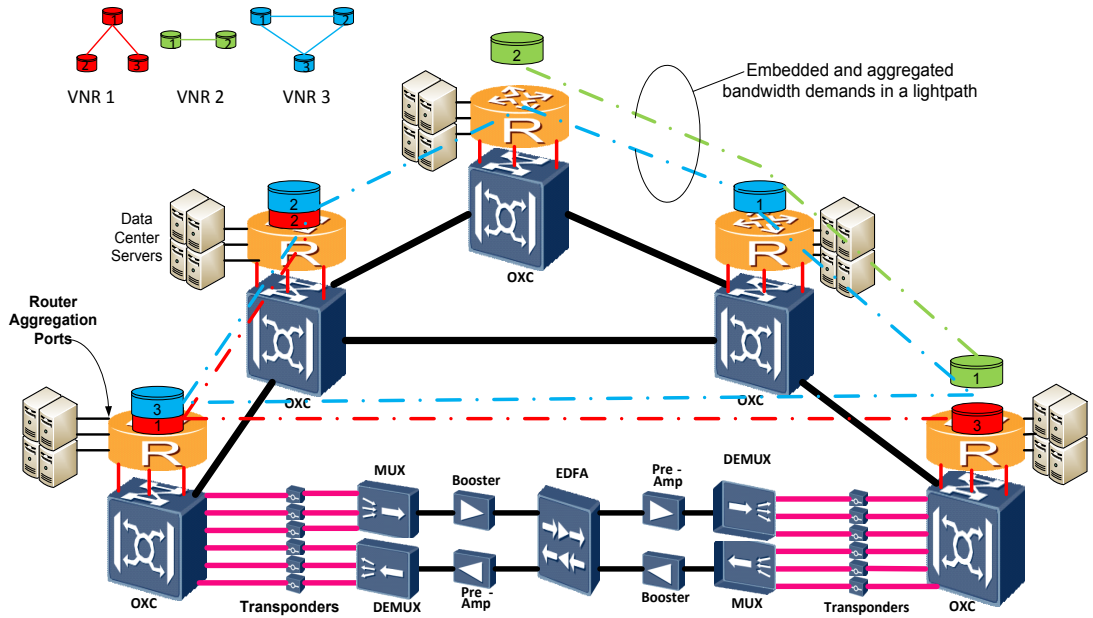 1
2
3
VNR 1
1
2
VNR 2
1
2
3
VNR 3
2
Embedded and aggregated
bandwidth demands in a lightpath
R
OXC
2
2
R
OXC
Data
Center
Servers
1
R
OXC
Router
Aggregation
Ports
3
1
R
OXC
1
3
R
OXC
MUX
Booster
EDFA
Pre -
Amp
DEMUX
Transponders
DEMUX
Pre -
Amp
Booster
MUX
Transponders